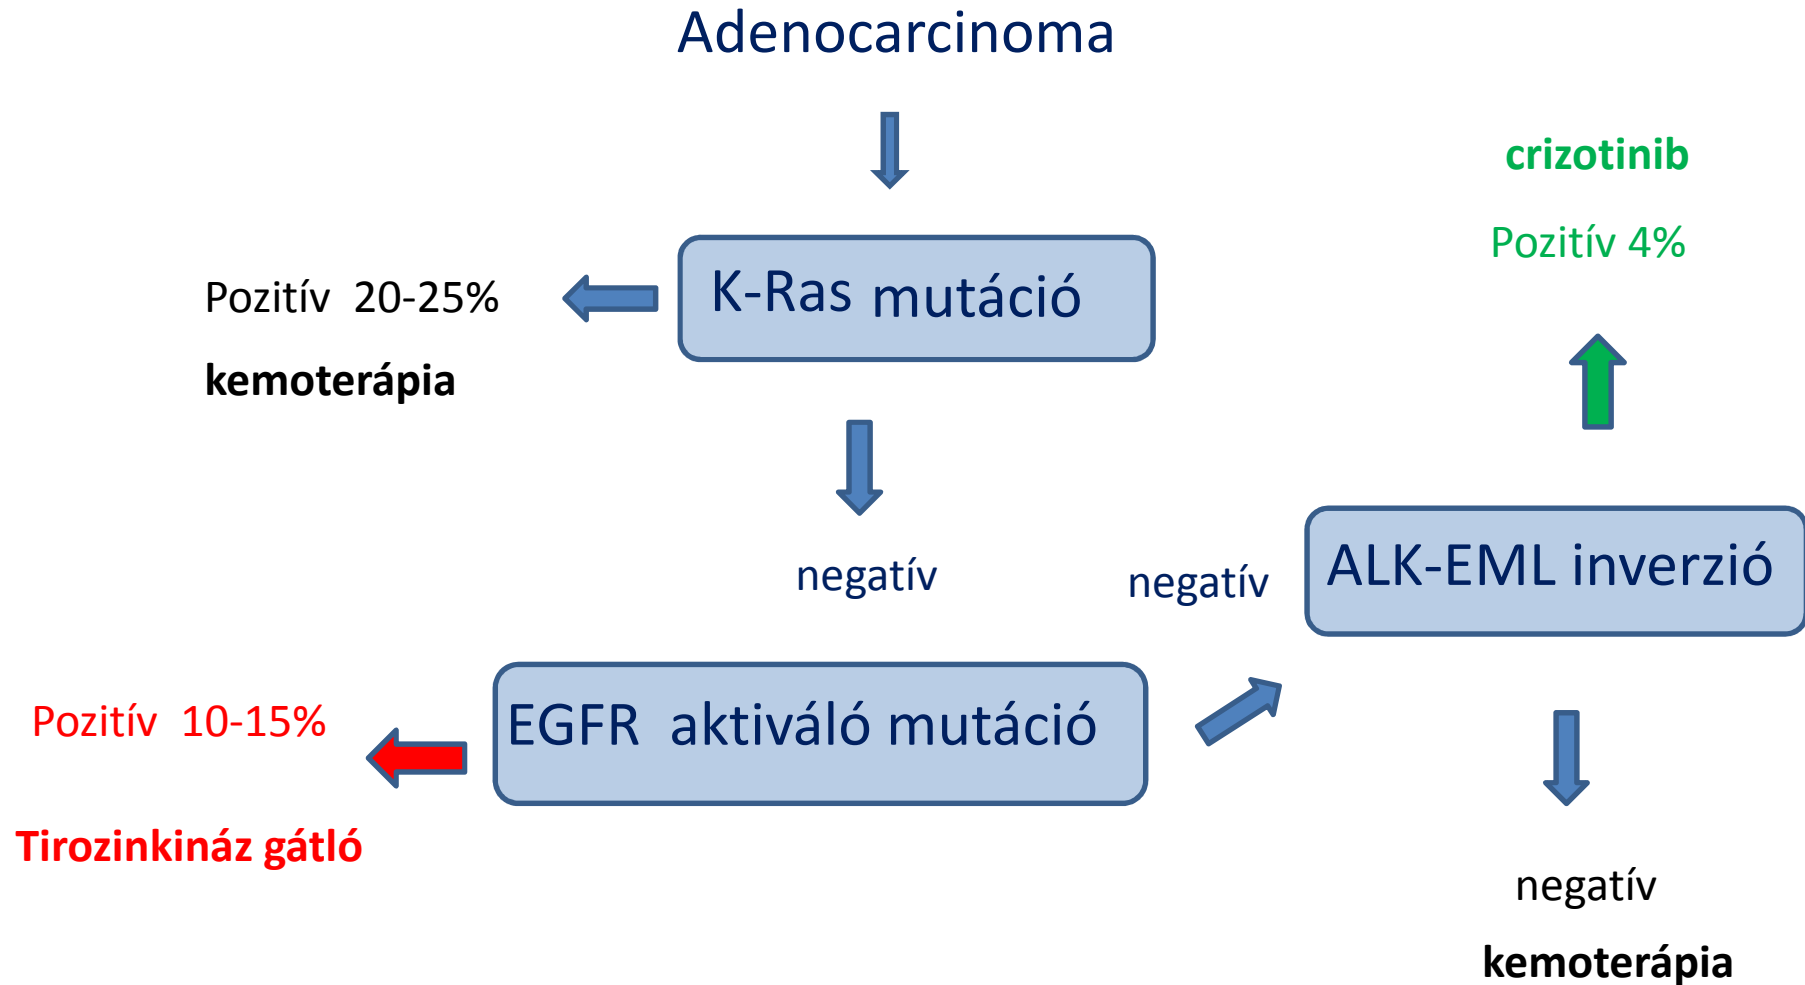 Adenocarcinoma
crizotinib
Pozitív 4%
K-Ras mutáció
Pozitív 20-25%
kemoterápia
negatív
negatív
ALK-EML inverzió
EGFR aktiváló mutáció
Pozitív 10-15%
Tirozinkináz gátló
negatív
kemoterápia